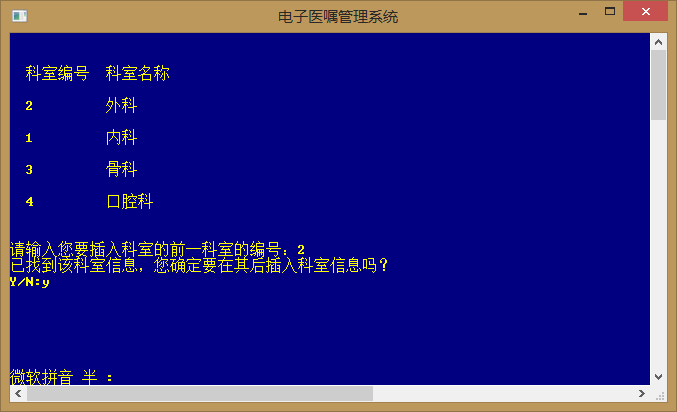 电子医嘱管理系统
科室编号 科室名称
2 外科
1 内科
3 骨科
4 口腔科
请输入您要插入科室的前一科室的编号：2
已找到该科室信息，您确定要在其后插入科室信息吗？
Y/N:y
微软拼音 半 ：